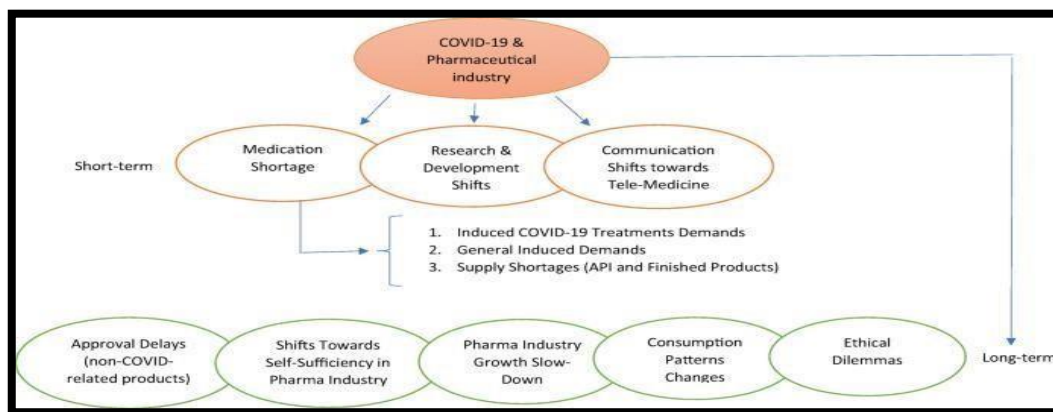 COVID-19 &
Pharmaceutical
industry
Short-term
Medication
Shortage
Research &
Development
Shifts
Communication
Shifts towards
Tele-Medicine
1. Induced COVID-19 Treatments Demands
2. General Induced Demands
3. Supply Shortages (API and Finished Products)
Approval Delays
(non-COVID-
related products)
Shifts Towards
Self-Sufficiency in
Pharma Industry
Pharma Industry
Growth Slow-
Down
Consumption
Patterns
Changes
Ethical
Dilemmas
Long-term